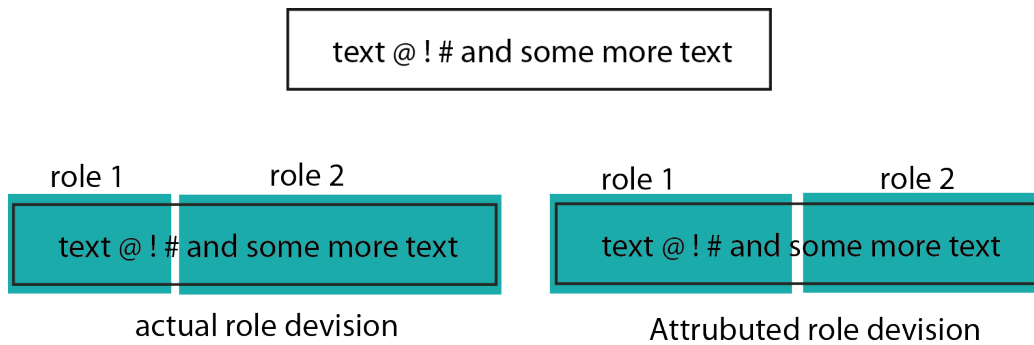 text @ ! # and some more text
role 1 role 2 role 1 role 2
text @ ! # and some more text text @ ! # and some more text
actual role devision Attrubuted role devision